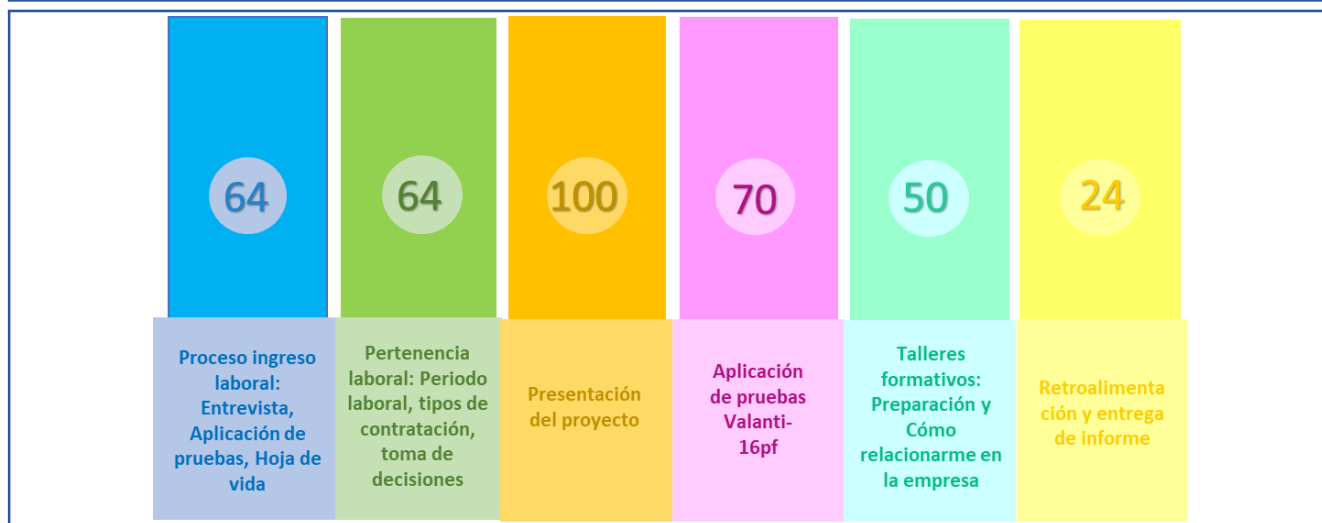 64
64
100
70
50
24
Proceso ingreso
laboral:
Entrevista,
Aplicación de
pruebas, Hoja de
vida
Pertenencia
laboral: Periodo
laboral, tipos de
contratación,
toma de
decisiones
Presentación
del proyecto
Aplicación
de pruebas
Valanti-
16pf
Talleres
formativos:
Preparación y
Cómo
relacionarme en
la empresa
Retroalimenta
ción y entrega
de informe